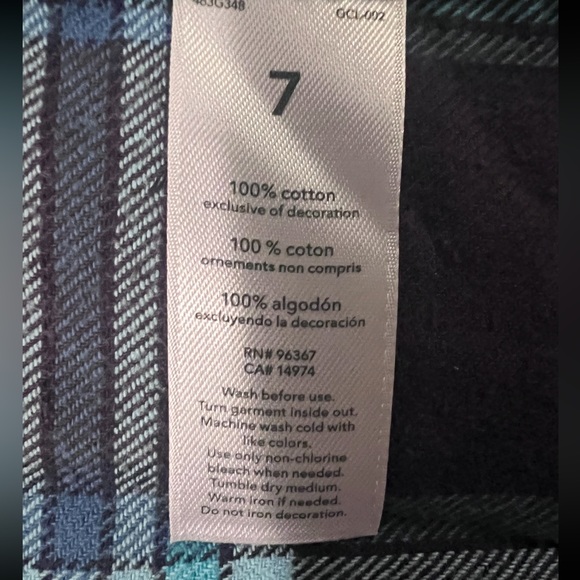 483G348
GCL-002
7
100% cotton
exclusive of decoration
100 % coton
ornements non compris
100% algodón
excluyendo la decoración
RN# 96367
CA# 14974
Wash before use.
Turn garment inside out.
Machine wash cold with
like colors.
Use only non-chlorine
bleach when needed.
Tumble dry medium.
Warm iron if needed.
Do not iron decoration.